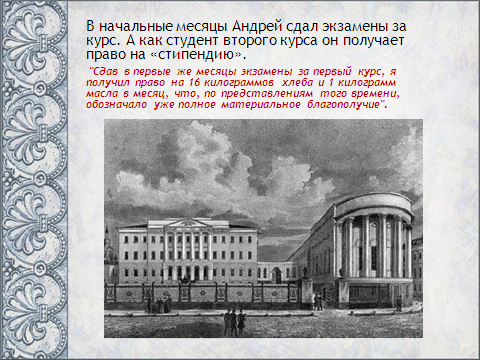 В начальные месяцы Андрей сдал экзамены за
курс. А как студент второго курса он получает
право на «стипендию».
"Сдав в первые же месяцы экзамены за первый курс, я
получил право на 16 килограммов хлеба и 1 килограмм
масла в месяц, что, по представлениям того времени,
обозначало уже полное материальное благополучие".